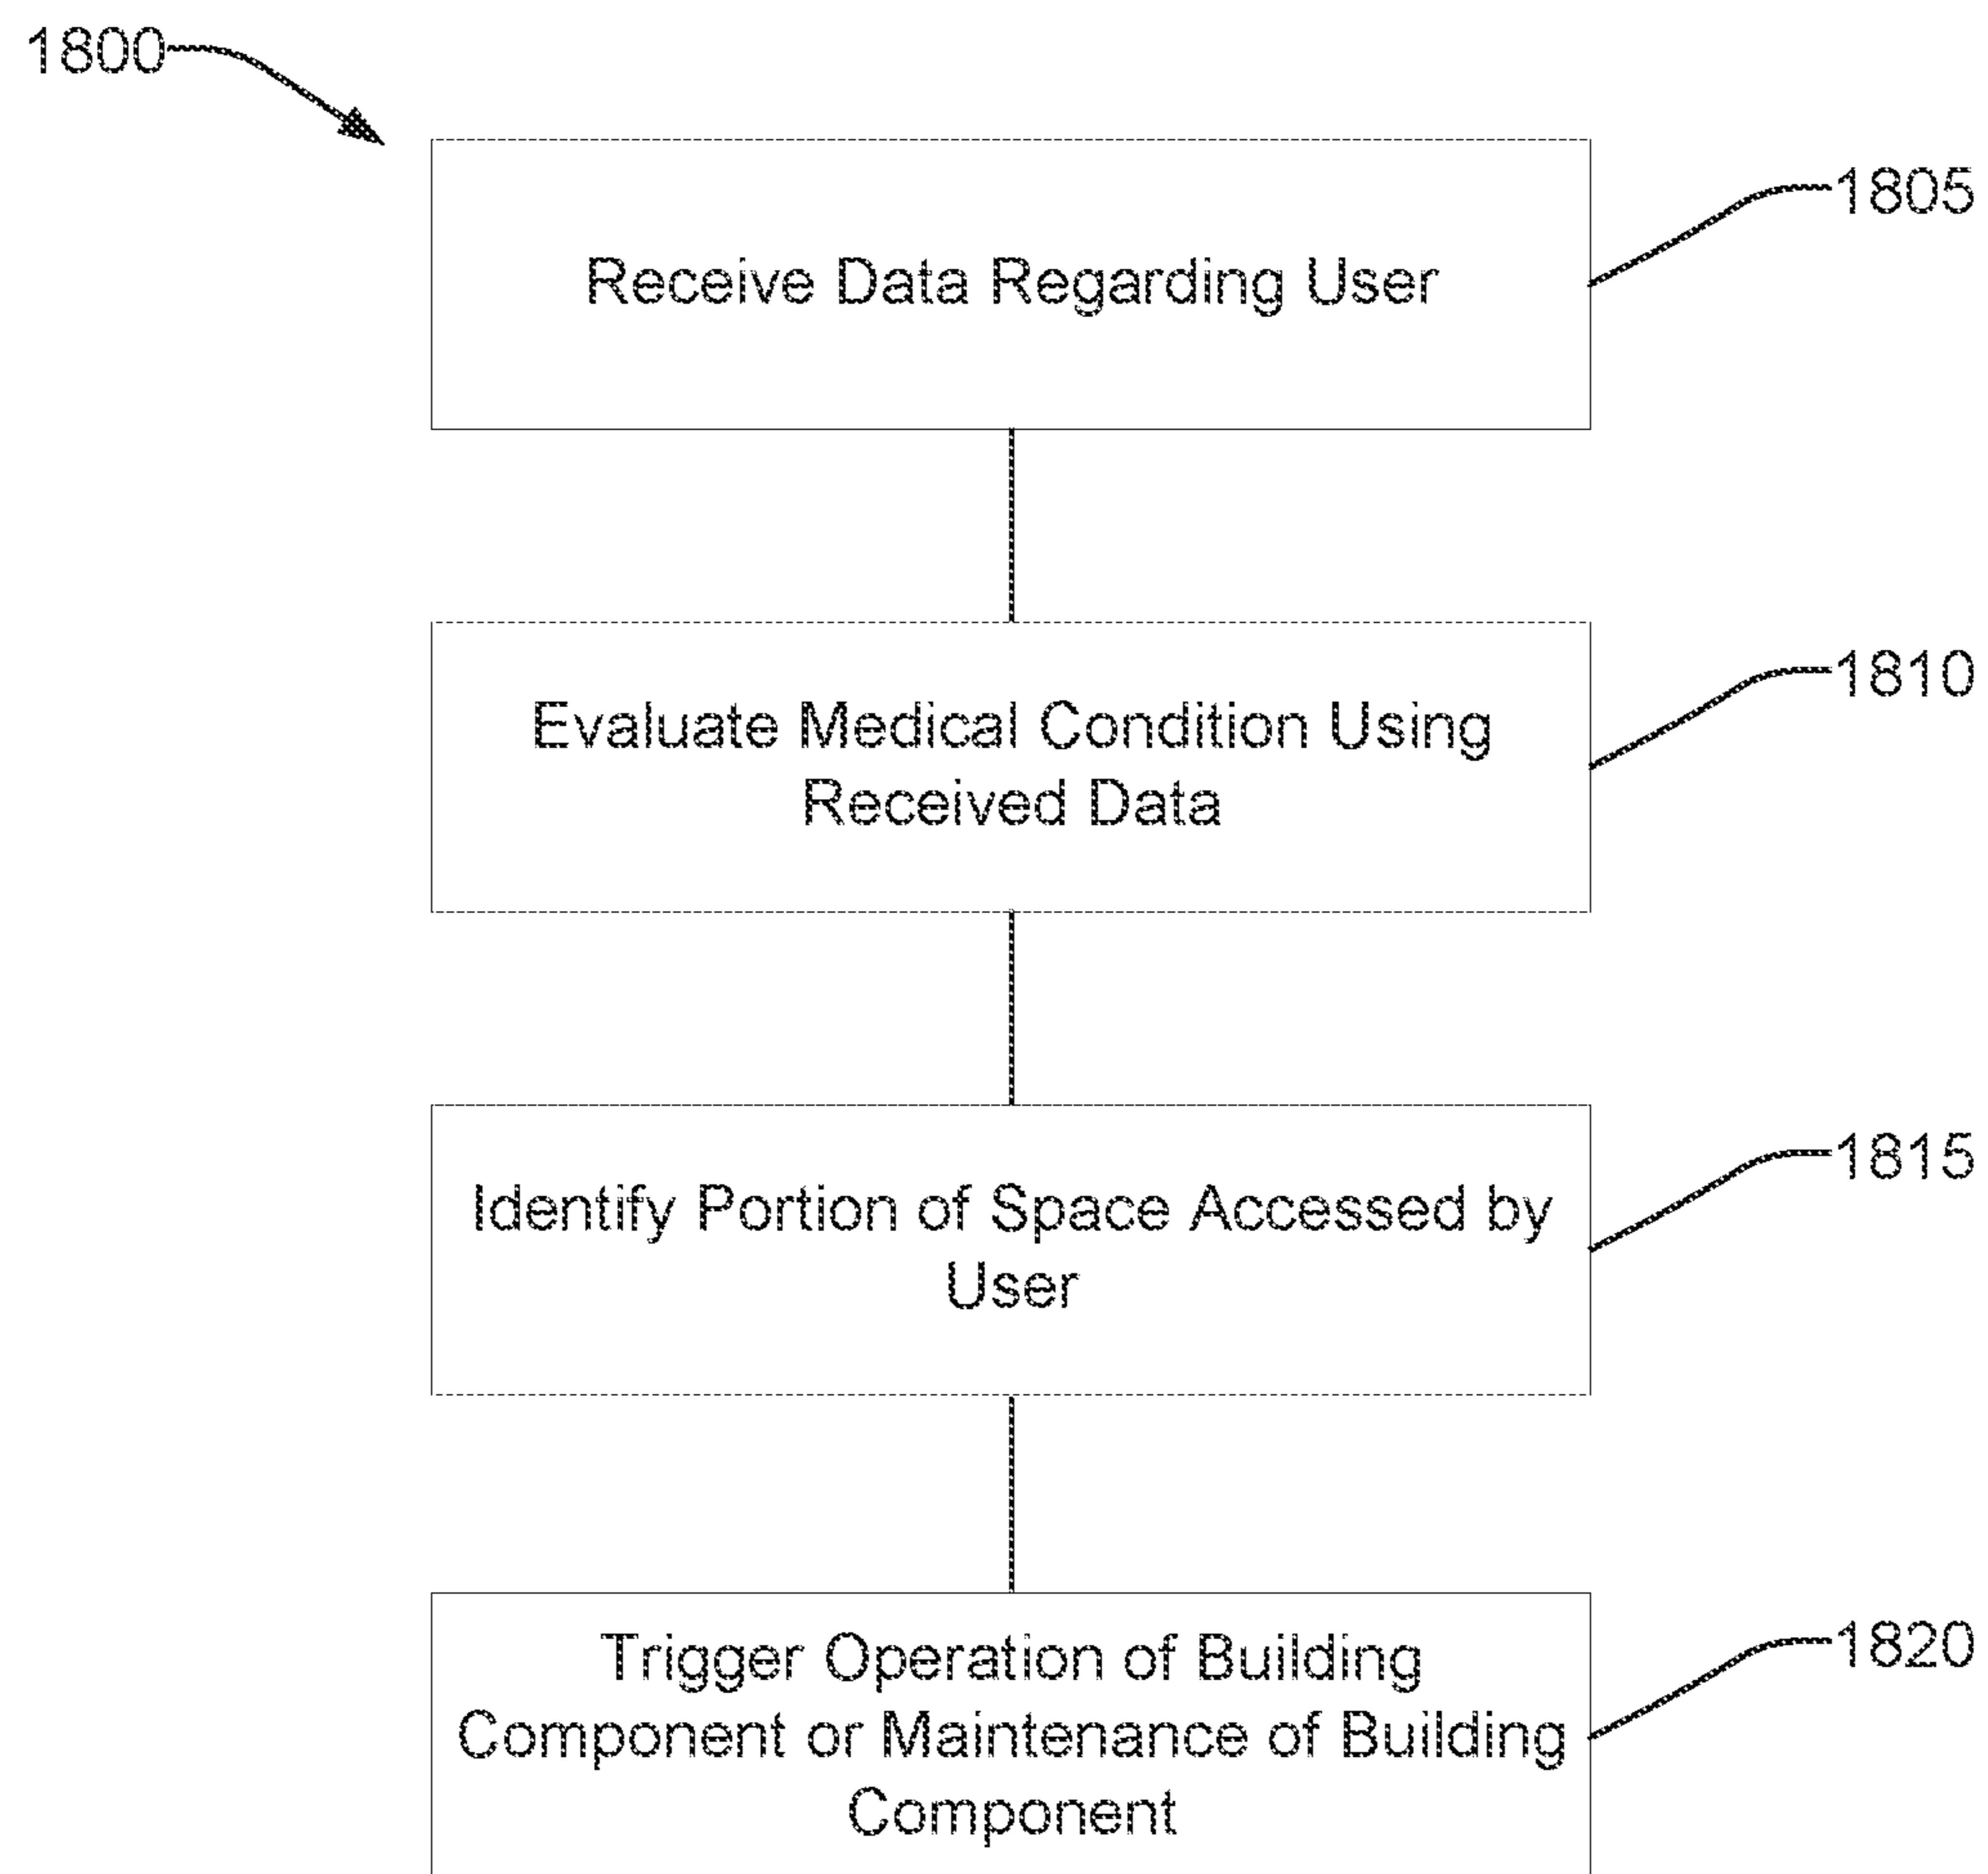 1800
1805
Receive Data Regarding User
1810
Evaluate Medical Condition Using
Received Data
1815
Identify Portion of Space Accessed by
User
1820
Trigger Operation of Building
Component or Maintenance of Building
Component